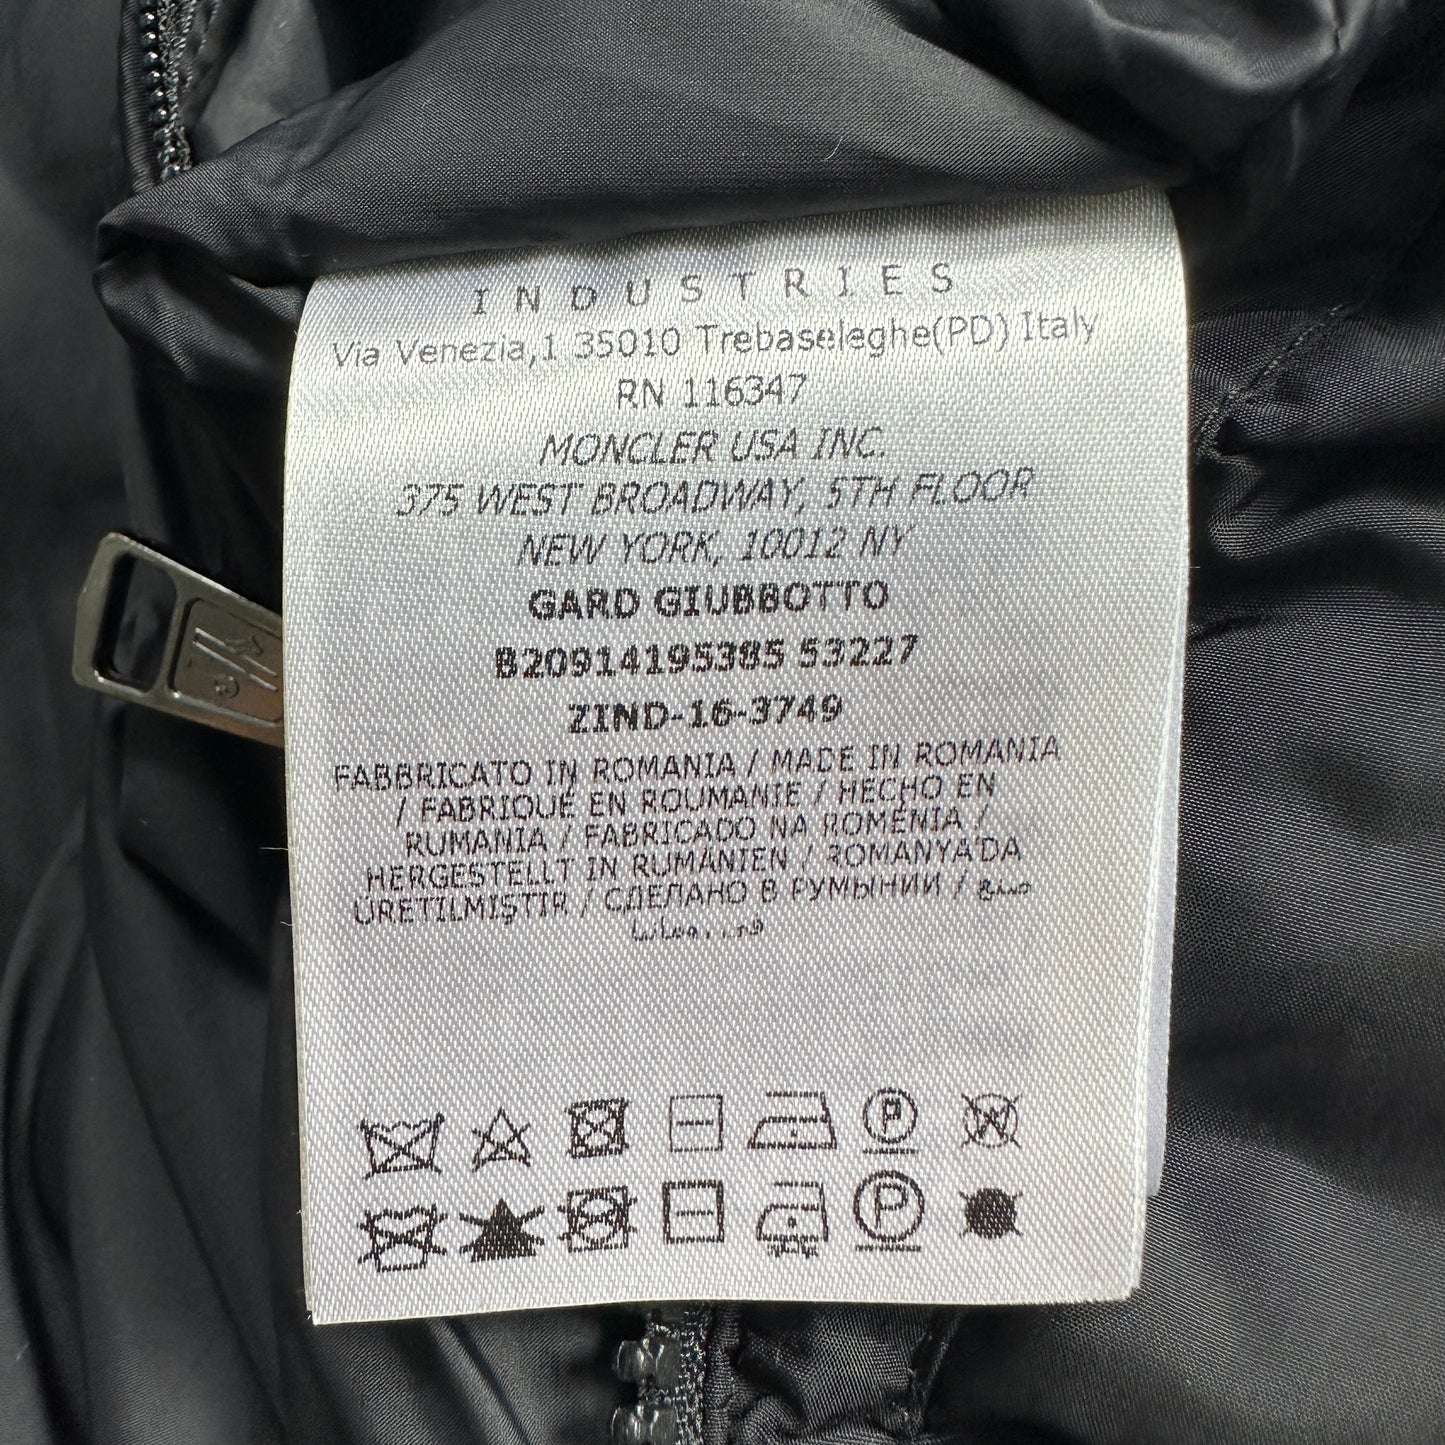 INDUSTRIES
Via Venezia,1 35010 Trebaseleghe(PD) Italy
RN 116347
MONCLER USA INC.
375 WEST BROADWAY, 5TH FLOOR
NEW YORK, 10012 NY
GARD GIUBBOTTO
B20914195385 53227
ZIND-16-3749
FABBRICATO IN ROMANIA / MADE IN ROMANIA
/ FABRIQUÉ EN ROUMANIE / HECHO EN
RUMANIA / FABRICADO NA ROMÉNIA /
HERGESTELLT IN RUMÄNIEN / ROMANYA'DA
ÜRETILMIŞTIR / СДЕЛАНО В РУМЫНИИ / صنع
P
P